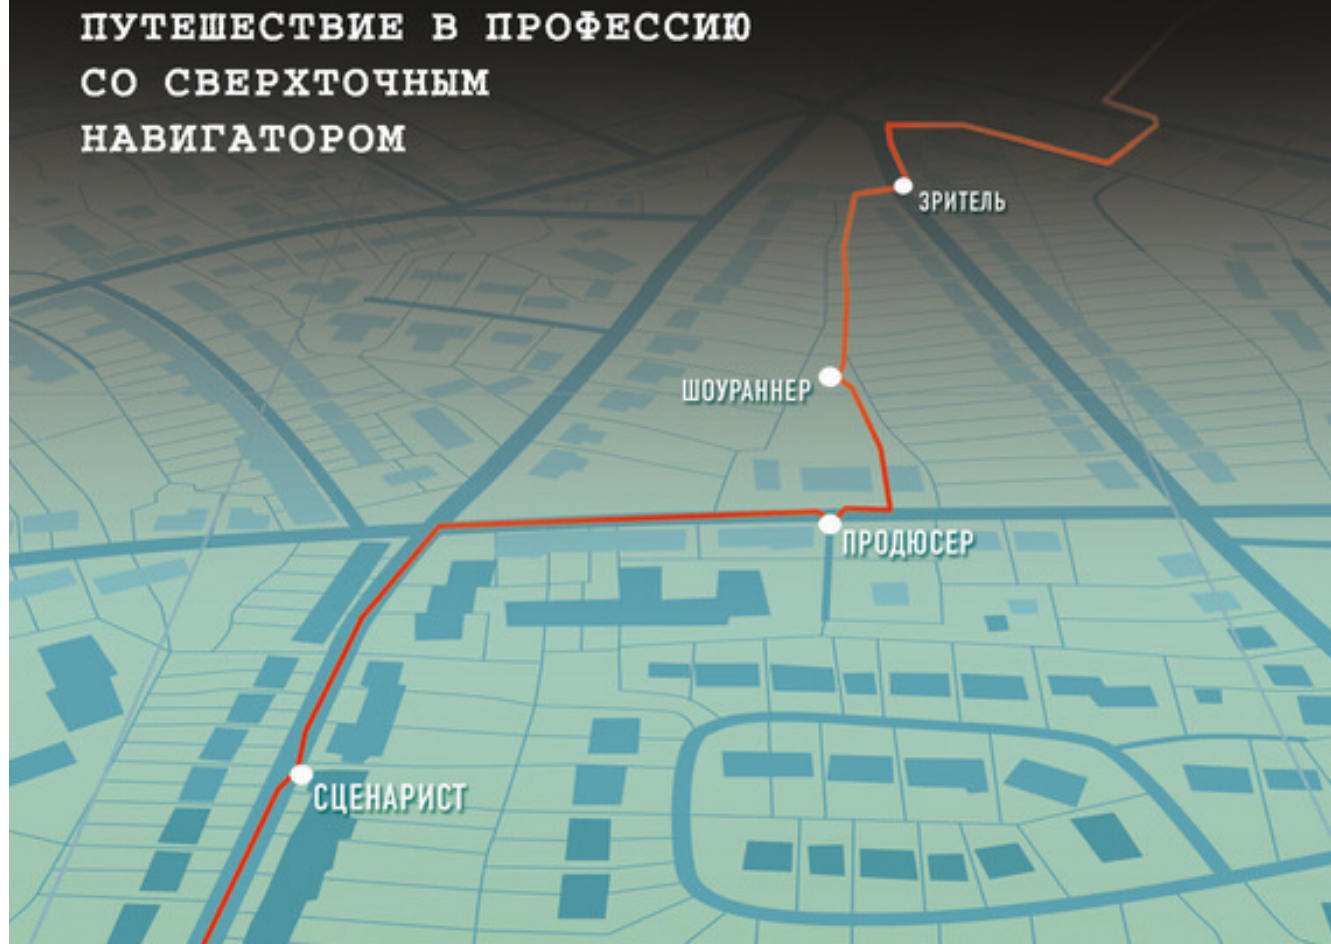 ПУТЕШЕСТВИЕ В ПРОФЕССИЮ
СО СВЕРХТОЧНЫМ
НАВИГАТОРОМ
ЗРИТЕЛЬ
ШОУРАННЕР
ПРОДЮСЕР
СЦЕНАРИСТ